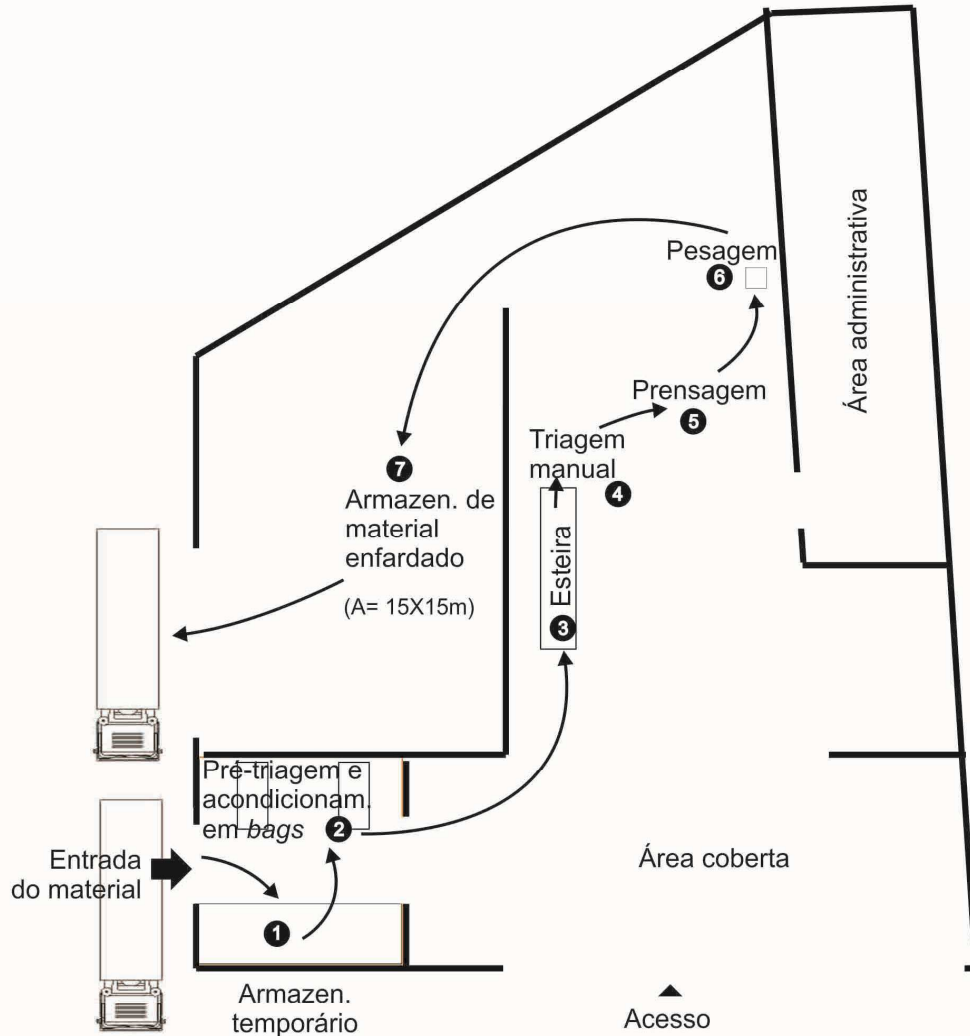 Pesagem
6
Área administrativa
Prensagem
5
Triagem
manual
4
7
Armazen. de
material
enfardado
(A= 15X15m)
Esteira
3
Pré-triagem e
acondicionam.
em bags
2
Entrada
do material
Área coberta
1
Armazen.
temporário
Acesso